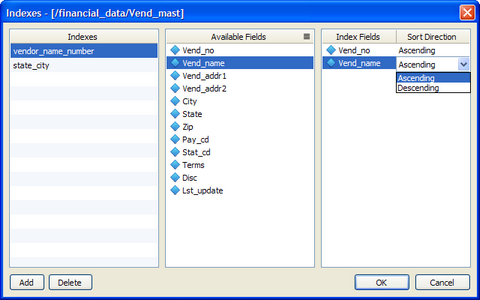 Indexes - [/financial_data/Vend_mast]
Indexes
vendor_name_number
state_city
Available Fields
Vend_no
Vend_name
Vend_addr1
Vend_addr2
City
State
Zip
Pay_cd
Stat_cd
Terms
Disc
Lst_update
Index Fields Sort Direction
Vend_no Ascending
Vend_name Ascending
Ascending
Descending
Add Delete OK Cancel